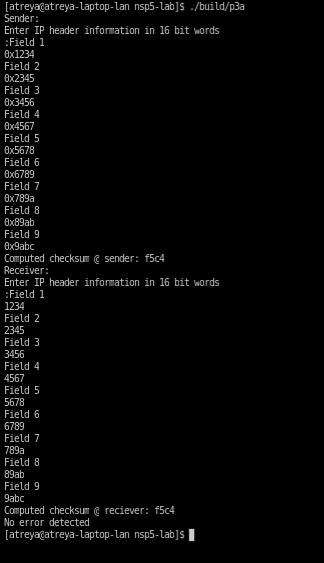 [atreya@atreya-laptop-lan nsp5-lab]$ ./build/p3a
Sender:
Enter IP header information in 16 bit words
:Field 1
0x1234
Field 2
0x2345
Field 3
0x3456
Field 4
0x4567
Field 5
0x5678
Field 6
0x6789
Field 7
0x789a
Field 8
0x89ab
Field 9
0x9abc
Computed checksum @ sender: f5c4
Receiver:
Enter IP header information in 16 bit words
:Field 1
1234
Field 2
2345
Field 3
3456
Field 4
4567
Field 5
5678
Field 6
6789
Field 7
789a
Field 8
89ab
Field 9
9abc
Computed checksum @ reciever: f5c4
No error detected
[atreya@atreya-laptop-lan nsp5-lab]$